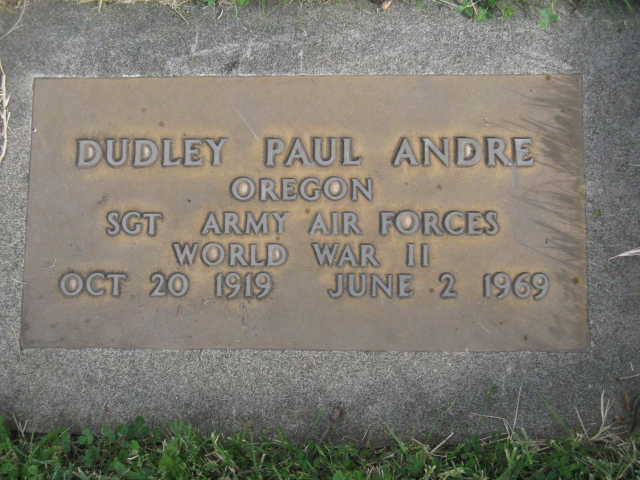 DUDLEY PAUL ANDRE
OREGON
SGT ARMY AIR FORCES
WORLD WAR II
OCT 20 1919 JUNE 2 1969